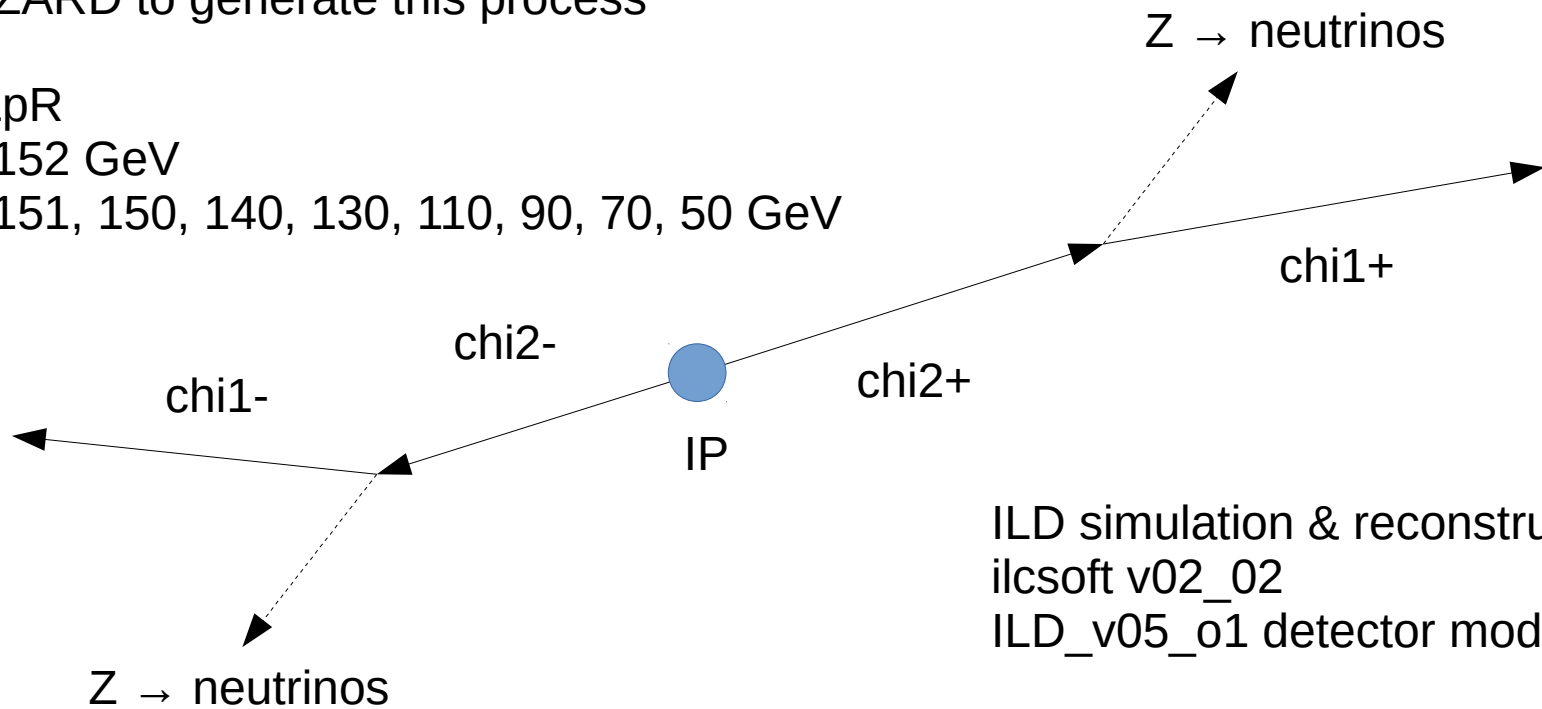 ZARD to generate this process
Z → neutrinos
pR
152 GeV
151, 150, 140, 130, 110, 90, 70, 50 GeV
chi1+
chi2-
chi2+
chi1-
IP
ILD simulation & reconstru
ilcsoft v02_02
ILD_v05_o1 detector mod
Z → neutrinos